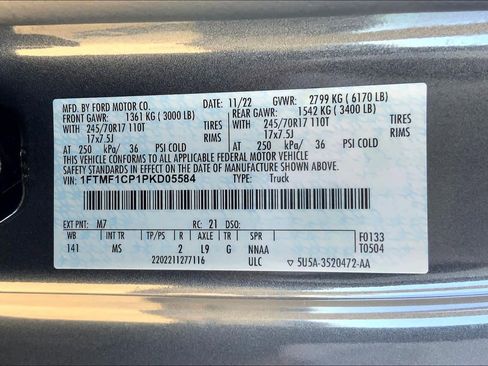 MFD. BY FORD MOTOR CO.
DATE: 11/22 GVWR: 2799 KG ( 6170 LB)
FRONT GAWR: 1361 KG ( 3000 LB) REAR GAWR: 1542 KG ( 3400 LB)
WITH 245/70R17 110T TIRES WITH 245/70R17 110T TIRES
17x7.5J RIMS 17x7.5J RIMS
AT 250 kPa/ 36 PSI COLD AT 250 kPa/ 36 PSI COLD
THIS VEHICLE CONFORMS TO ALL APPLICABLE FEDERAL MOTOR VEHICLE
SAFETY STANDARDS IN EFFECT ON THE DATE OF MANUFACTURE SHOWN ABOVE.
VIN: 1FTMF1CP1PKD05584 TYPE: Truck
EXT PNT: M7 RC: 21 DSO: F0133
WB INT TR TP/PS R AXLE TR SPR T0504
141 MS 2 L9 G NNAA
2202211277116 ULC ▽ 5U5A-3520472-AA